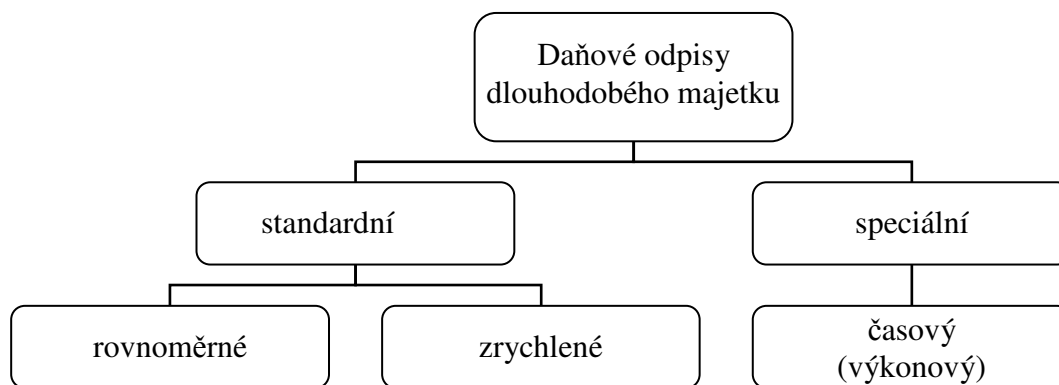 Daňové odpisy
dlouhodobého majetku
standardní
speciální
rovnoměrné
zrychlené
časový
(výkonový)